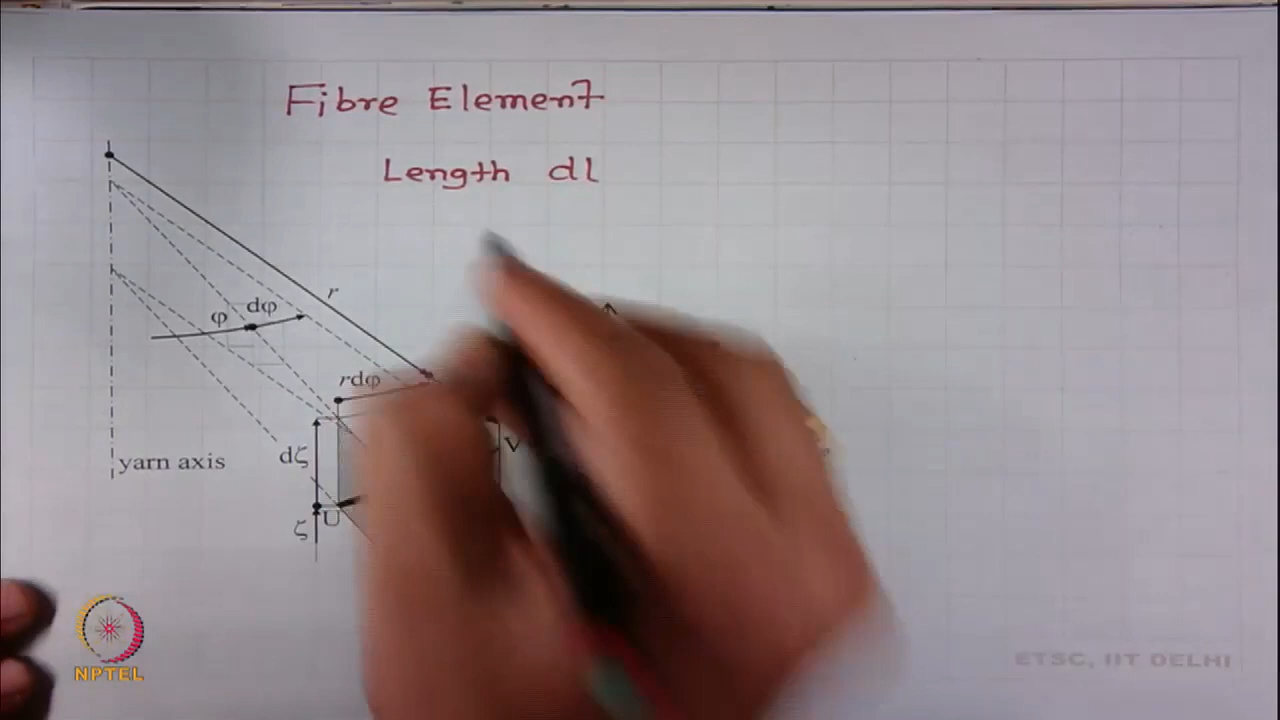 Fibre Element
Length dl
r
φ dφ
rdφ
yarn axis
dζ
V
ζ
U
NPTEL
ETSC, IIT DELHI